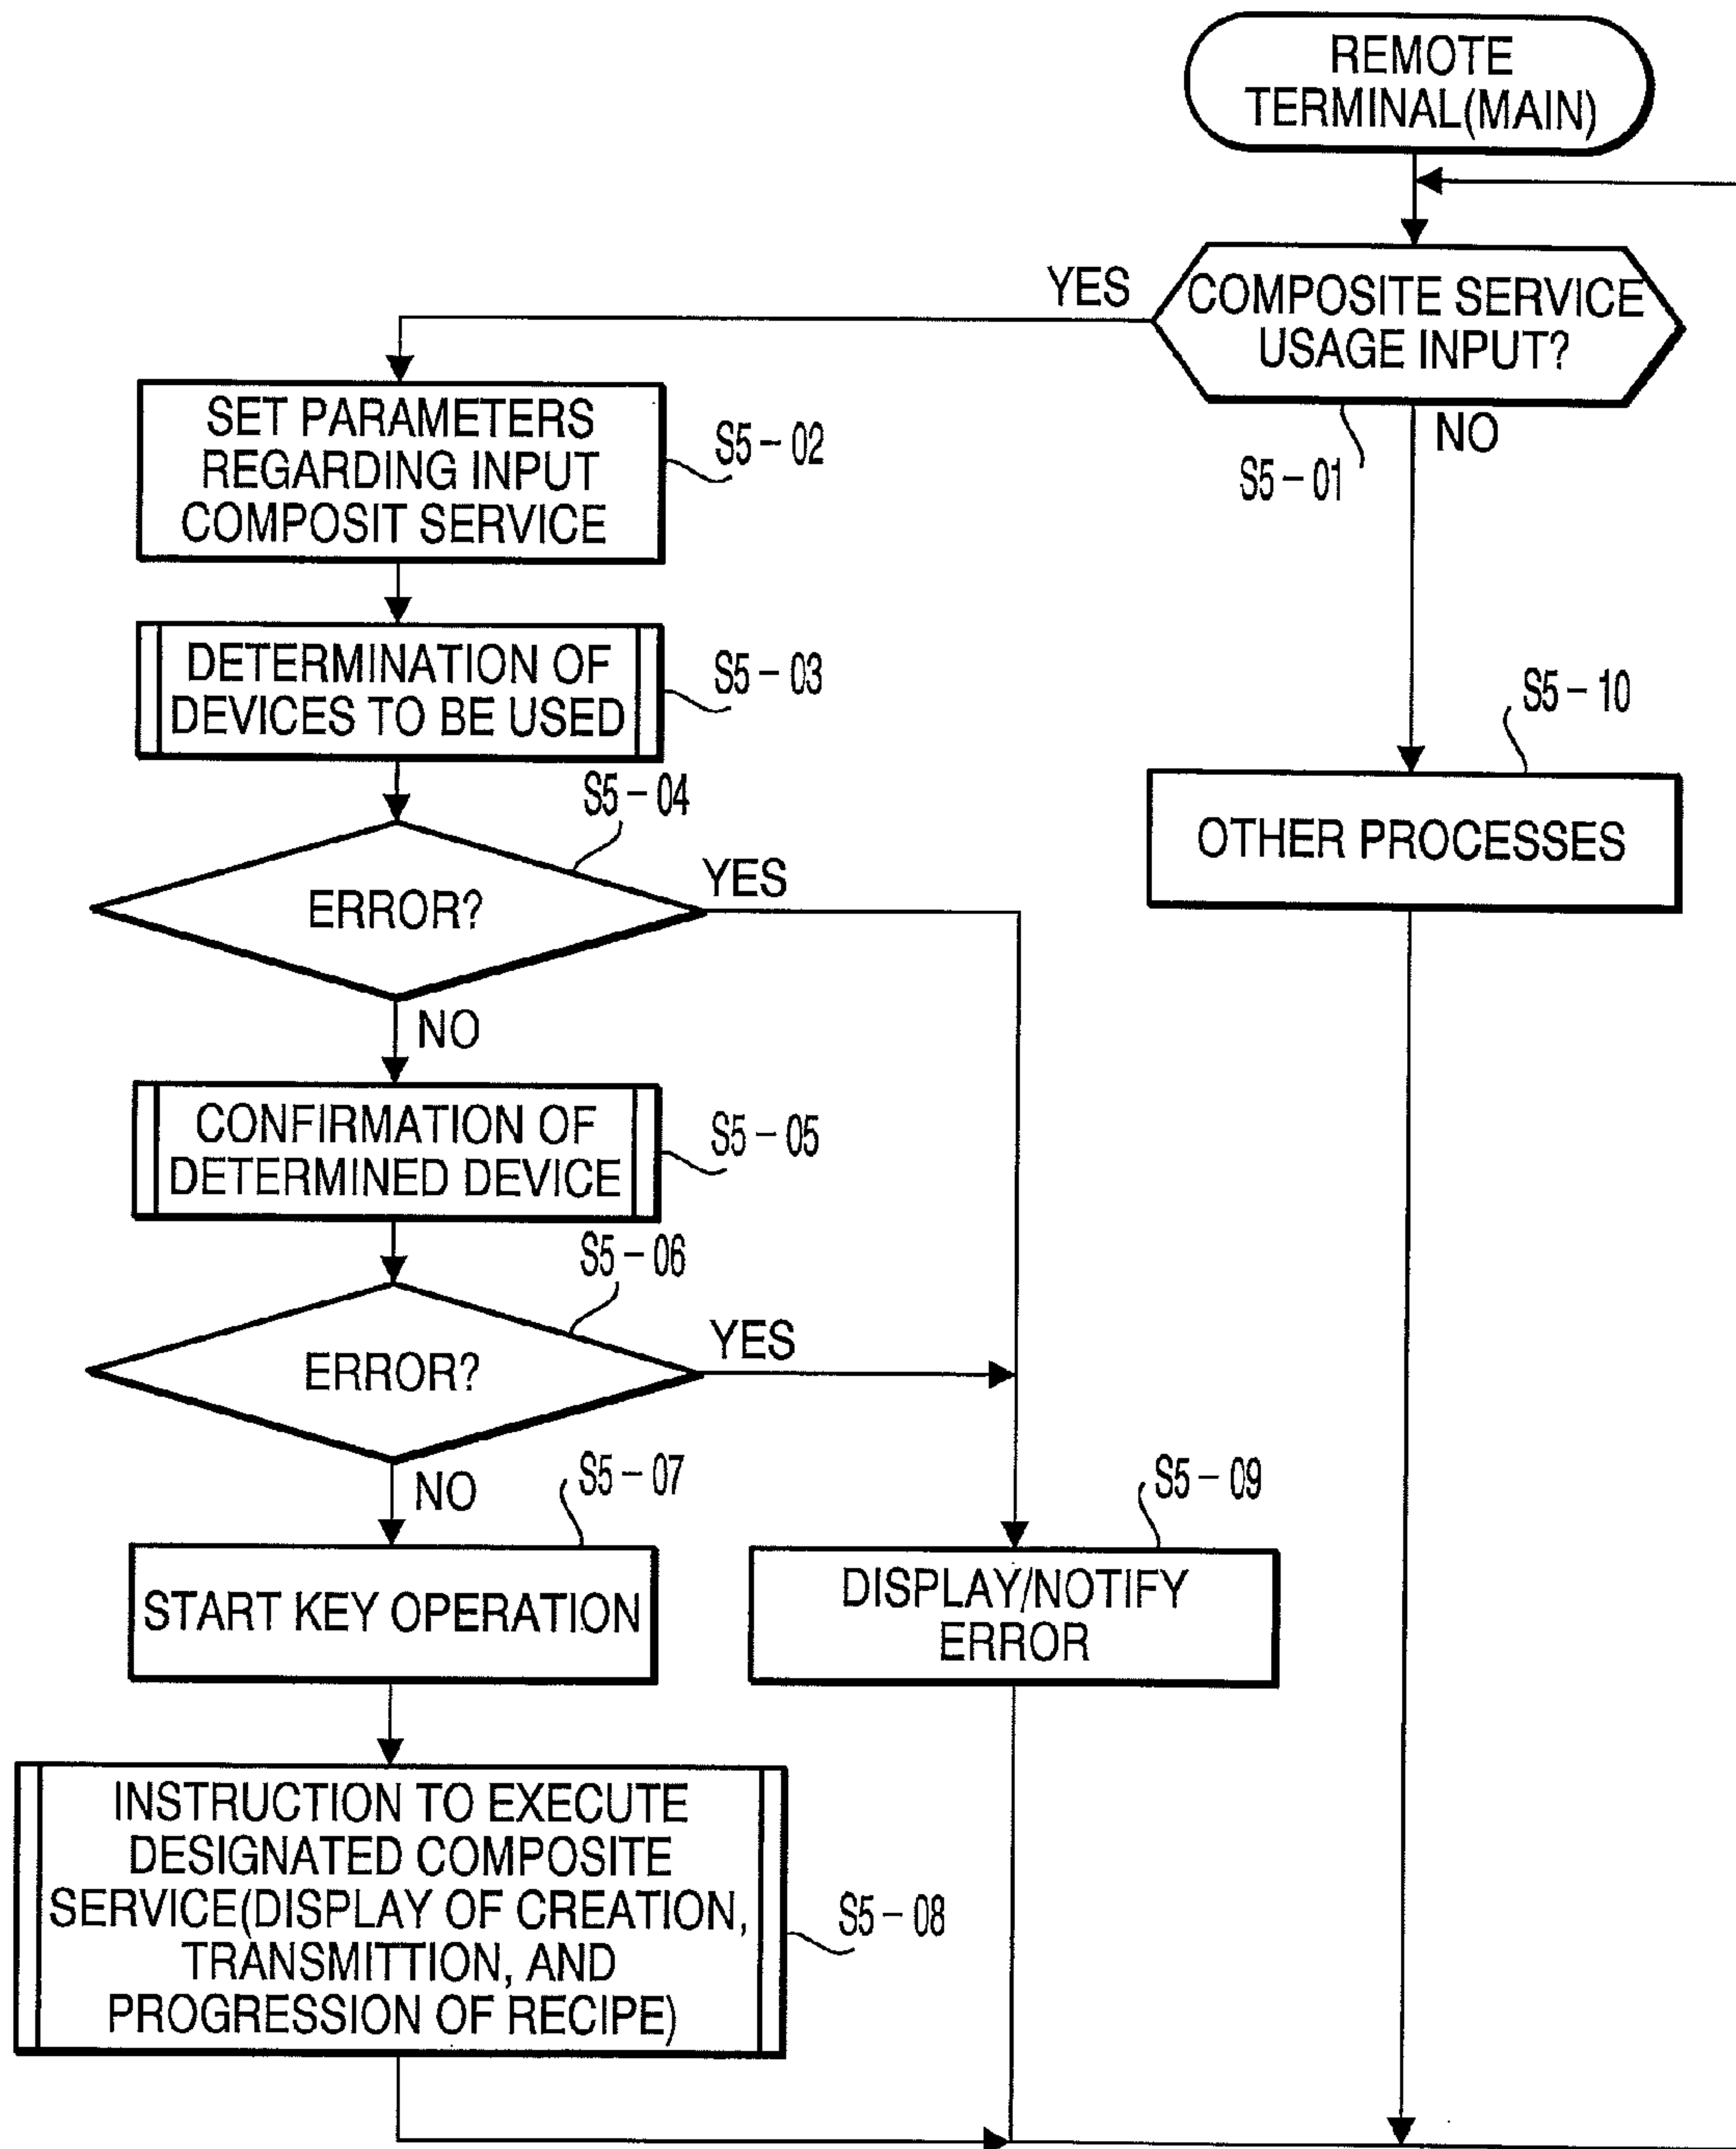 REMOTE
TERMINAL(MAIN)
COMPOSITE SERVICE
USAGE INPUT?
YES
NO
S5-01
SET PARAMETERS
REGARDING INPUT
COMPOSIT SERVICE
S5-02
DETERMINATION OF
DEVICES TO BE USED
S5-03
S5-10
OTHER PROCESSES
S5-04
ERROR?
YES
NO
CONFIRMATION OF
DETERMINED DEVICE
S5-05
S5-06
ERROR?
YES
NO
S5-07
START KEY OPERATION
S5-09
DISPLAY/NOTIFY
ERROR
INSTRUCTION TO EXECUTE
DESIGNATED COMPOSITE
SERVICE(DISPLAY OF CREATION,
TRANSMITTION, AND
PROGRESSION OF RECIPE)
S5-08